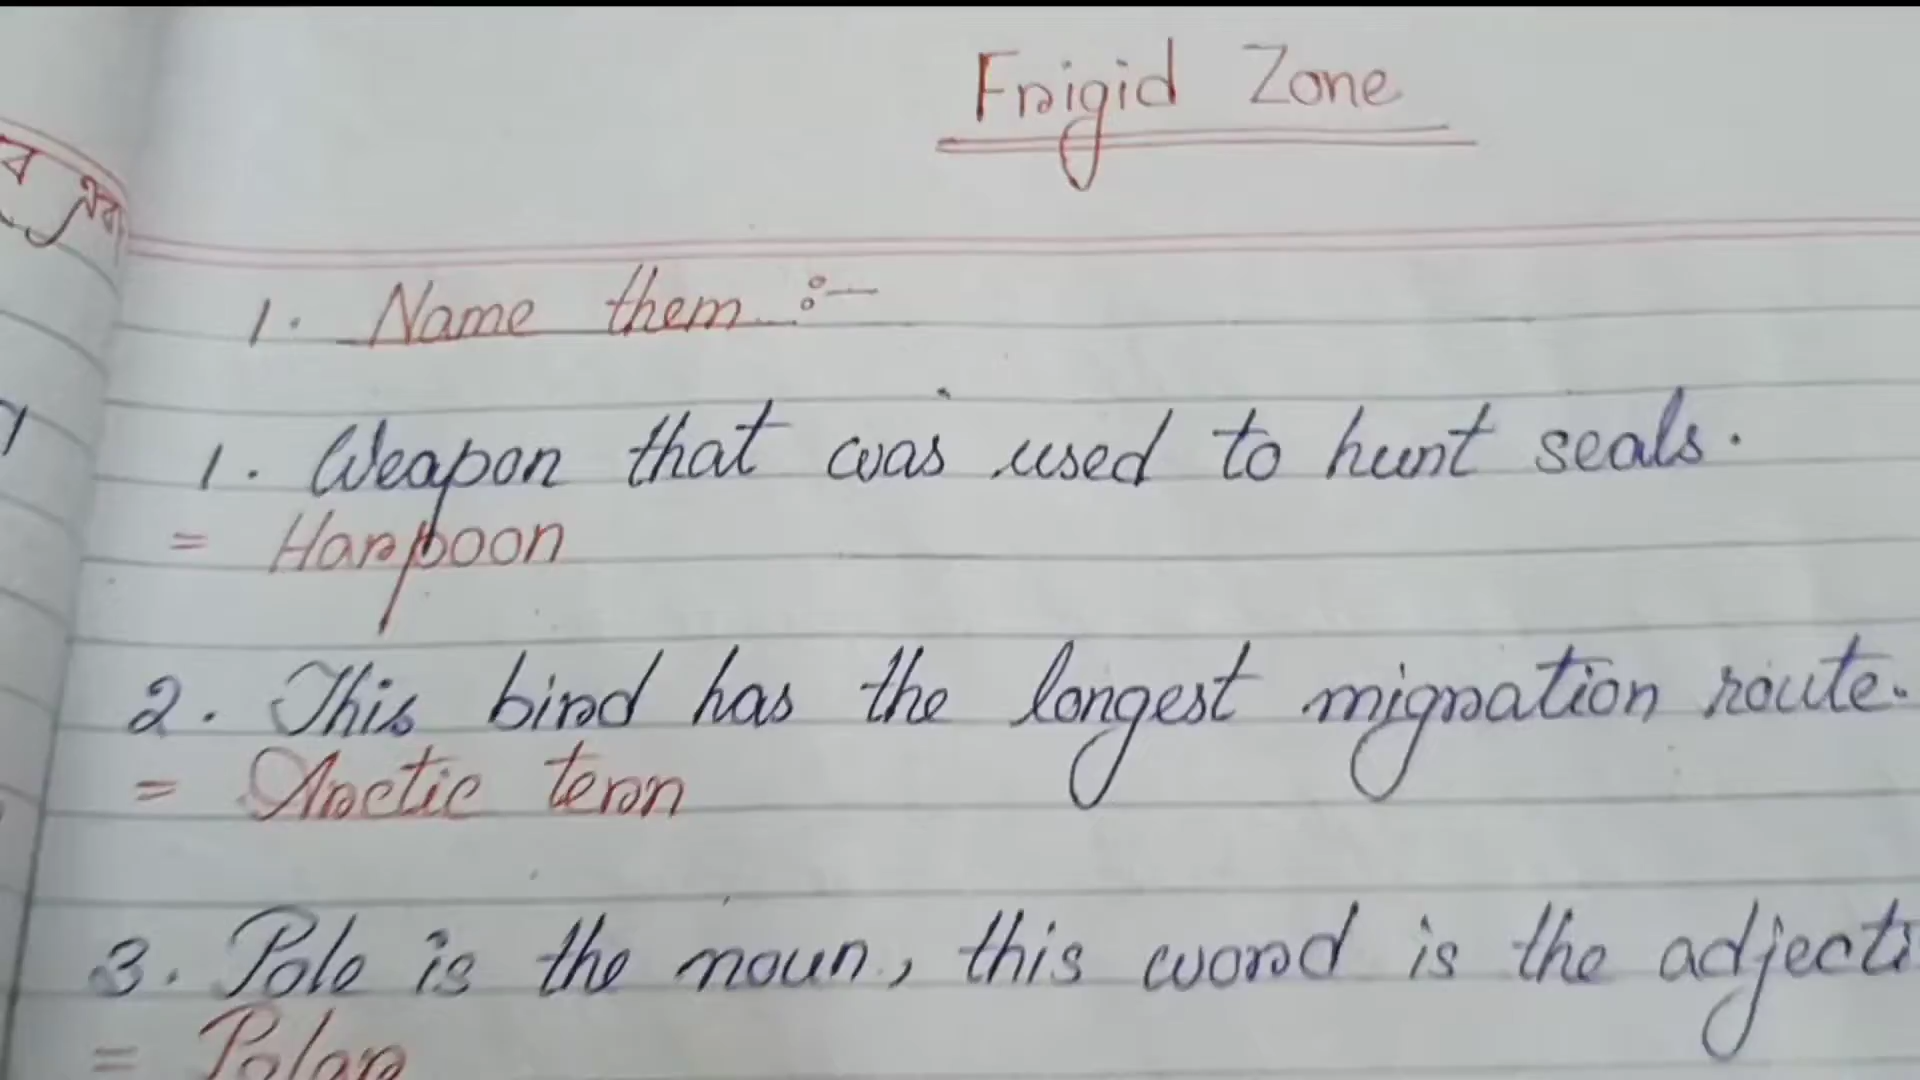 Frigid Zone
1. Name them :-
1. Weapon that was used to hunt seals.
= Harpoon
2. This bird has the longest migration route.
= Arctic tern
3. Pole is the noun, this word is the adjecti
= Polar